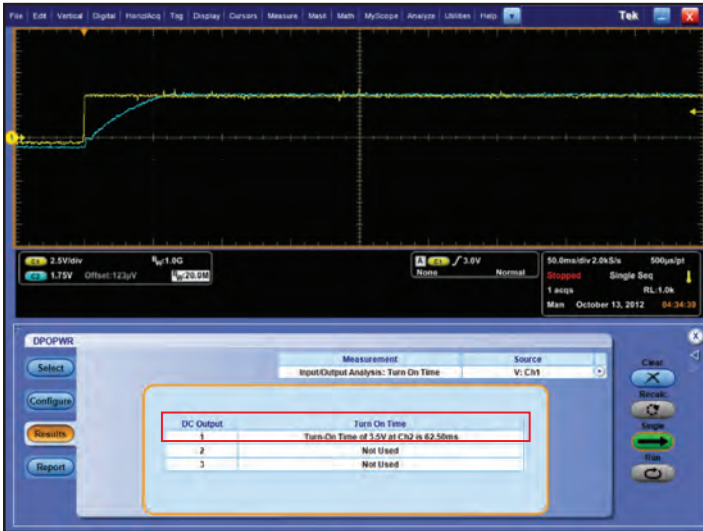 File Edit Vertical Digital Horiz/Acq Trig Display Cursors Measure Mask Math MyScope Analyze Utilities Help Tek X
1
C1 2.5V/div BW:1.0G
C2 1.75V Offset:123µV BW:20.0M
A C1 3.0V
None Normal
50.0ms/div 2.0kS/s 500µs/pt
Stopped Single Seq
1 acqs RL:1.0k
Man October 13, 2012 04:34:39
DPOPWR
Select
Configure
Results
Report
Measurement Source
Input/Output Analysis: Turn On Time V: Ch1
DC Output Turn On Time
1 Turn-On Time of 3.5V at Ch2 is 62.50ms
2 Not Used
3 Not Used
Clear
Recalc
Single
Run